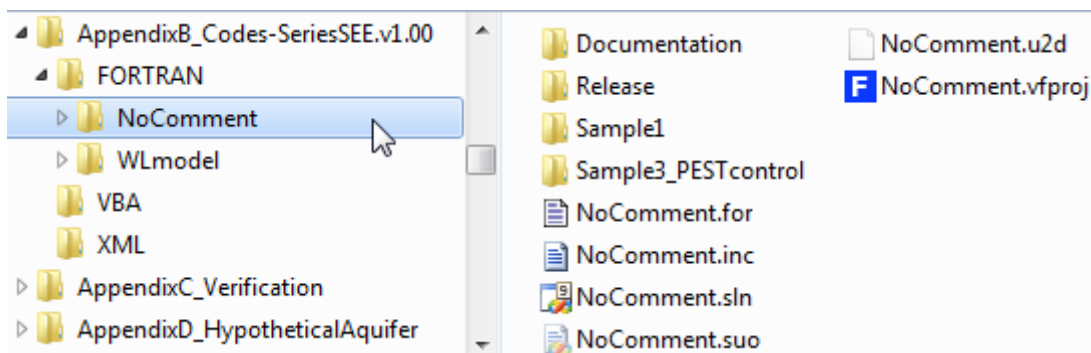 AppendixB_Codes-SeriesSEE.v1.00
FORTRAN
NoComment
WLmodel
VBA
XML
AppendixC_Verification
AppendixD_HypotheticalAquifer
Documentation
Release
Sample1
Sample3_PESTcontrol
NoComment.for
NoComment.inc
NoComment.sln
NoComment.suo
NoComment.u2d
NoComment.vfproj